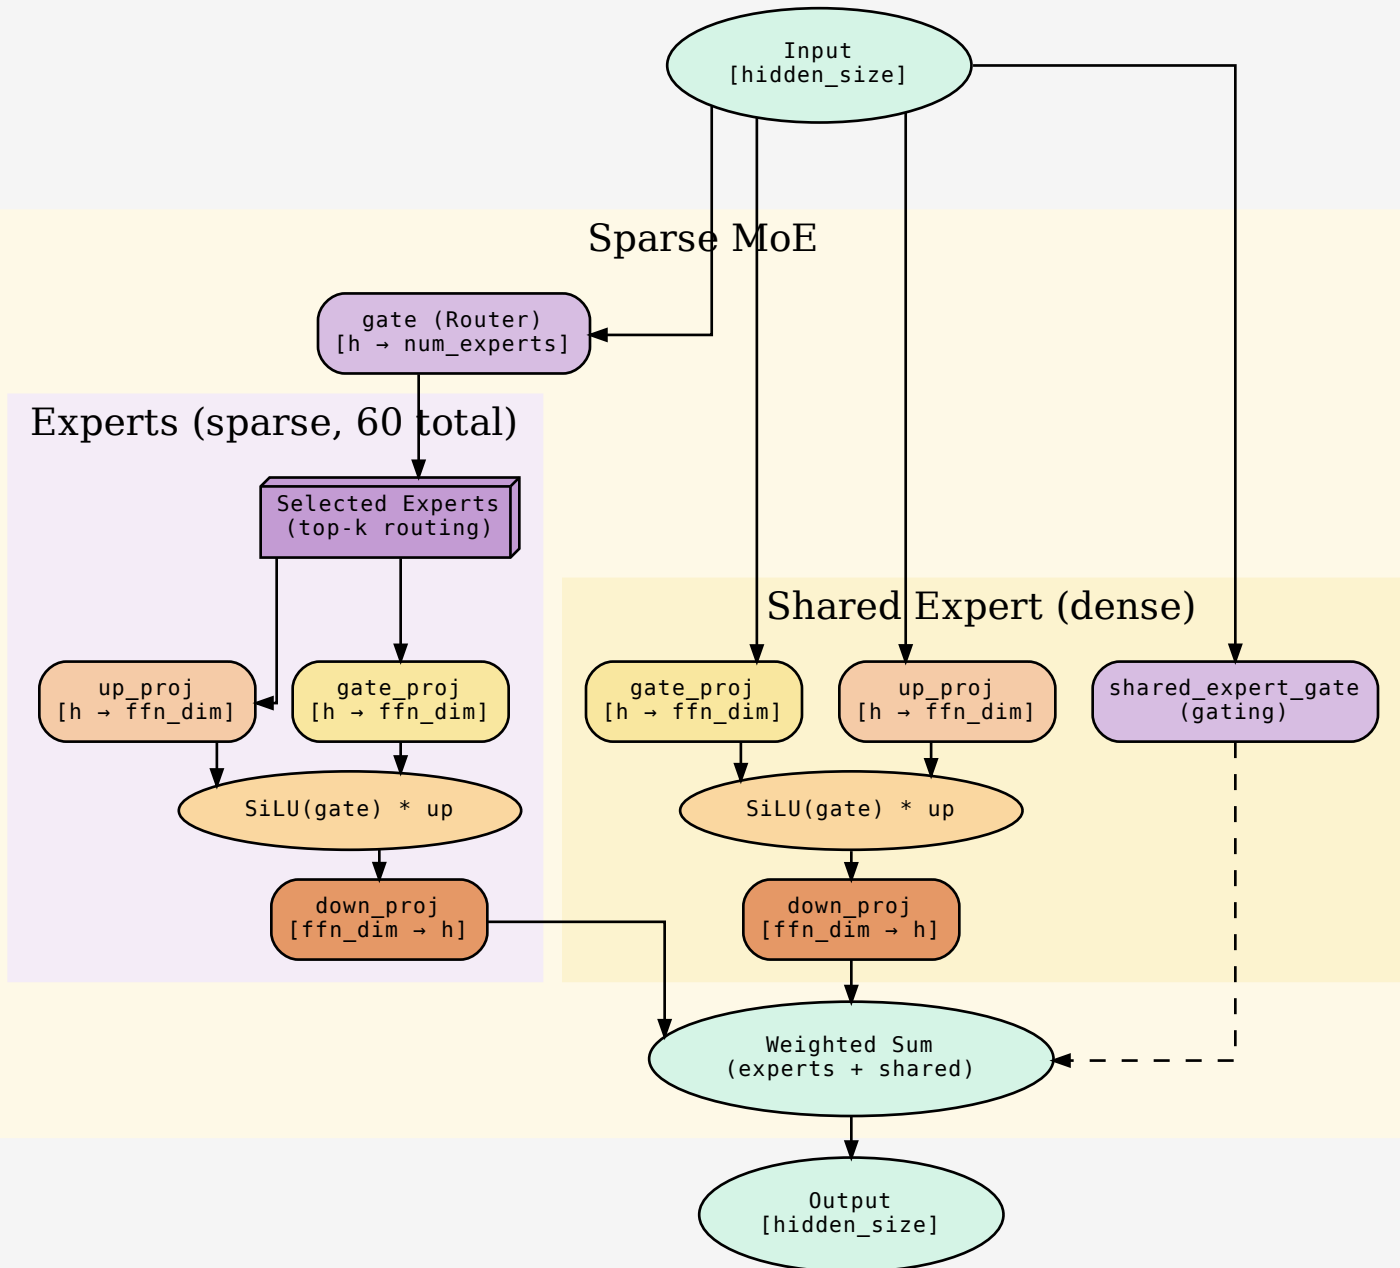 Input
[hidden_size]
Sparse MoE
gate (Router)
[h → num_experts]
Experts (sparse, 60 total)
Selected Experts
(top-k routing)
Shared Expert (dense)
up_proj
[h → ffn_dim]
gate_proj
[h → ffn_dim]
gate_proj
[h → ffn_dim]
up_proj
[h → ffn_dim]
shared_expert_gate
(gating)
SiLU(gate) * up
SiLU(gate) * up
down_proj
[ffn_dim → h]
down_proj
[ffn_dim → h]
Weighted Sum
(experts + shared)
Output
[hidden_size]